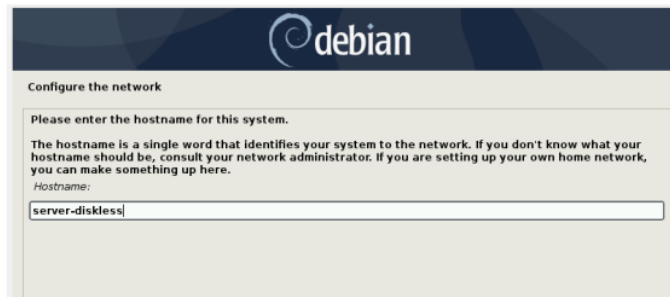 debian
Configure the network
Please enter the hostname for this system.
The hostname is a single word that identifies your system to the network. If you don't know what your
hostname should be, consult your network administrator. If you are setting up your own home network,
you can make something up here.
Hostname:
server-diskless